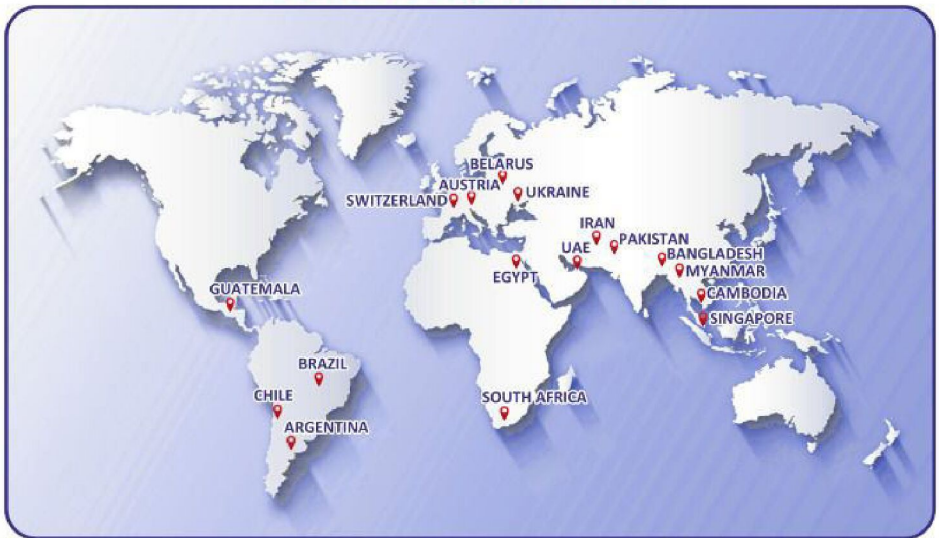 BELARUS
AUSTRIA
UKRAINE
SWITZERLAND
IRAN
PAKISTAN
UAE
BANGLADESH
EGYPT
MYANMAR
GUATEMALA
CAMBODIA
SINGAPORE
BRAZIL
CHILE
SOUTH AFRICA
ARGENTINA